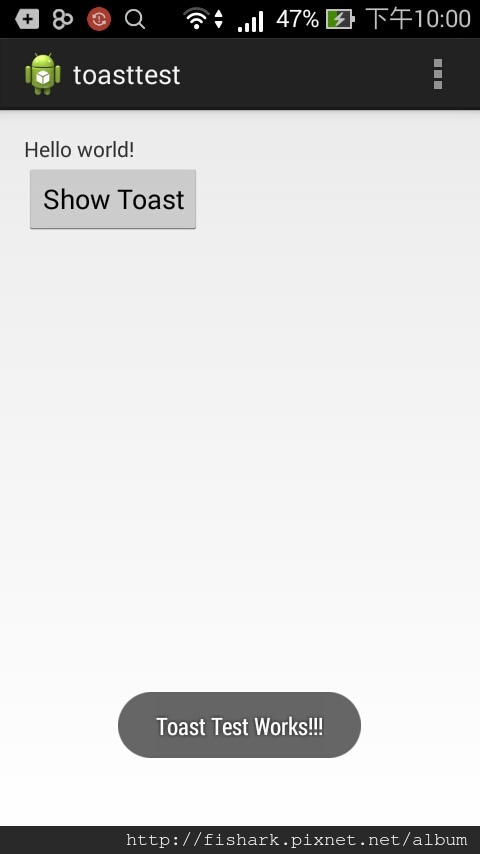 47% 下午10:00
toasttest
Hello world!
Show Toast
Toast Test Works!!!
http://fishark.pixnet.net/album